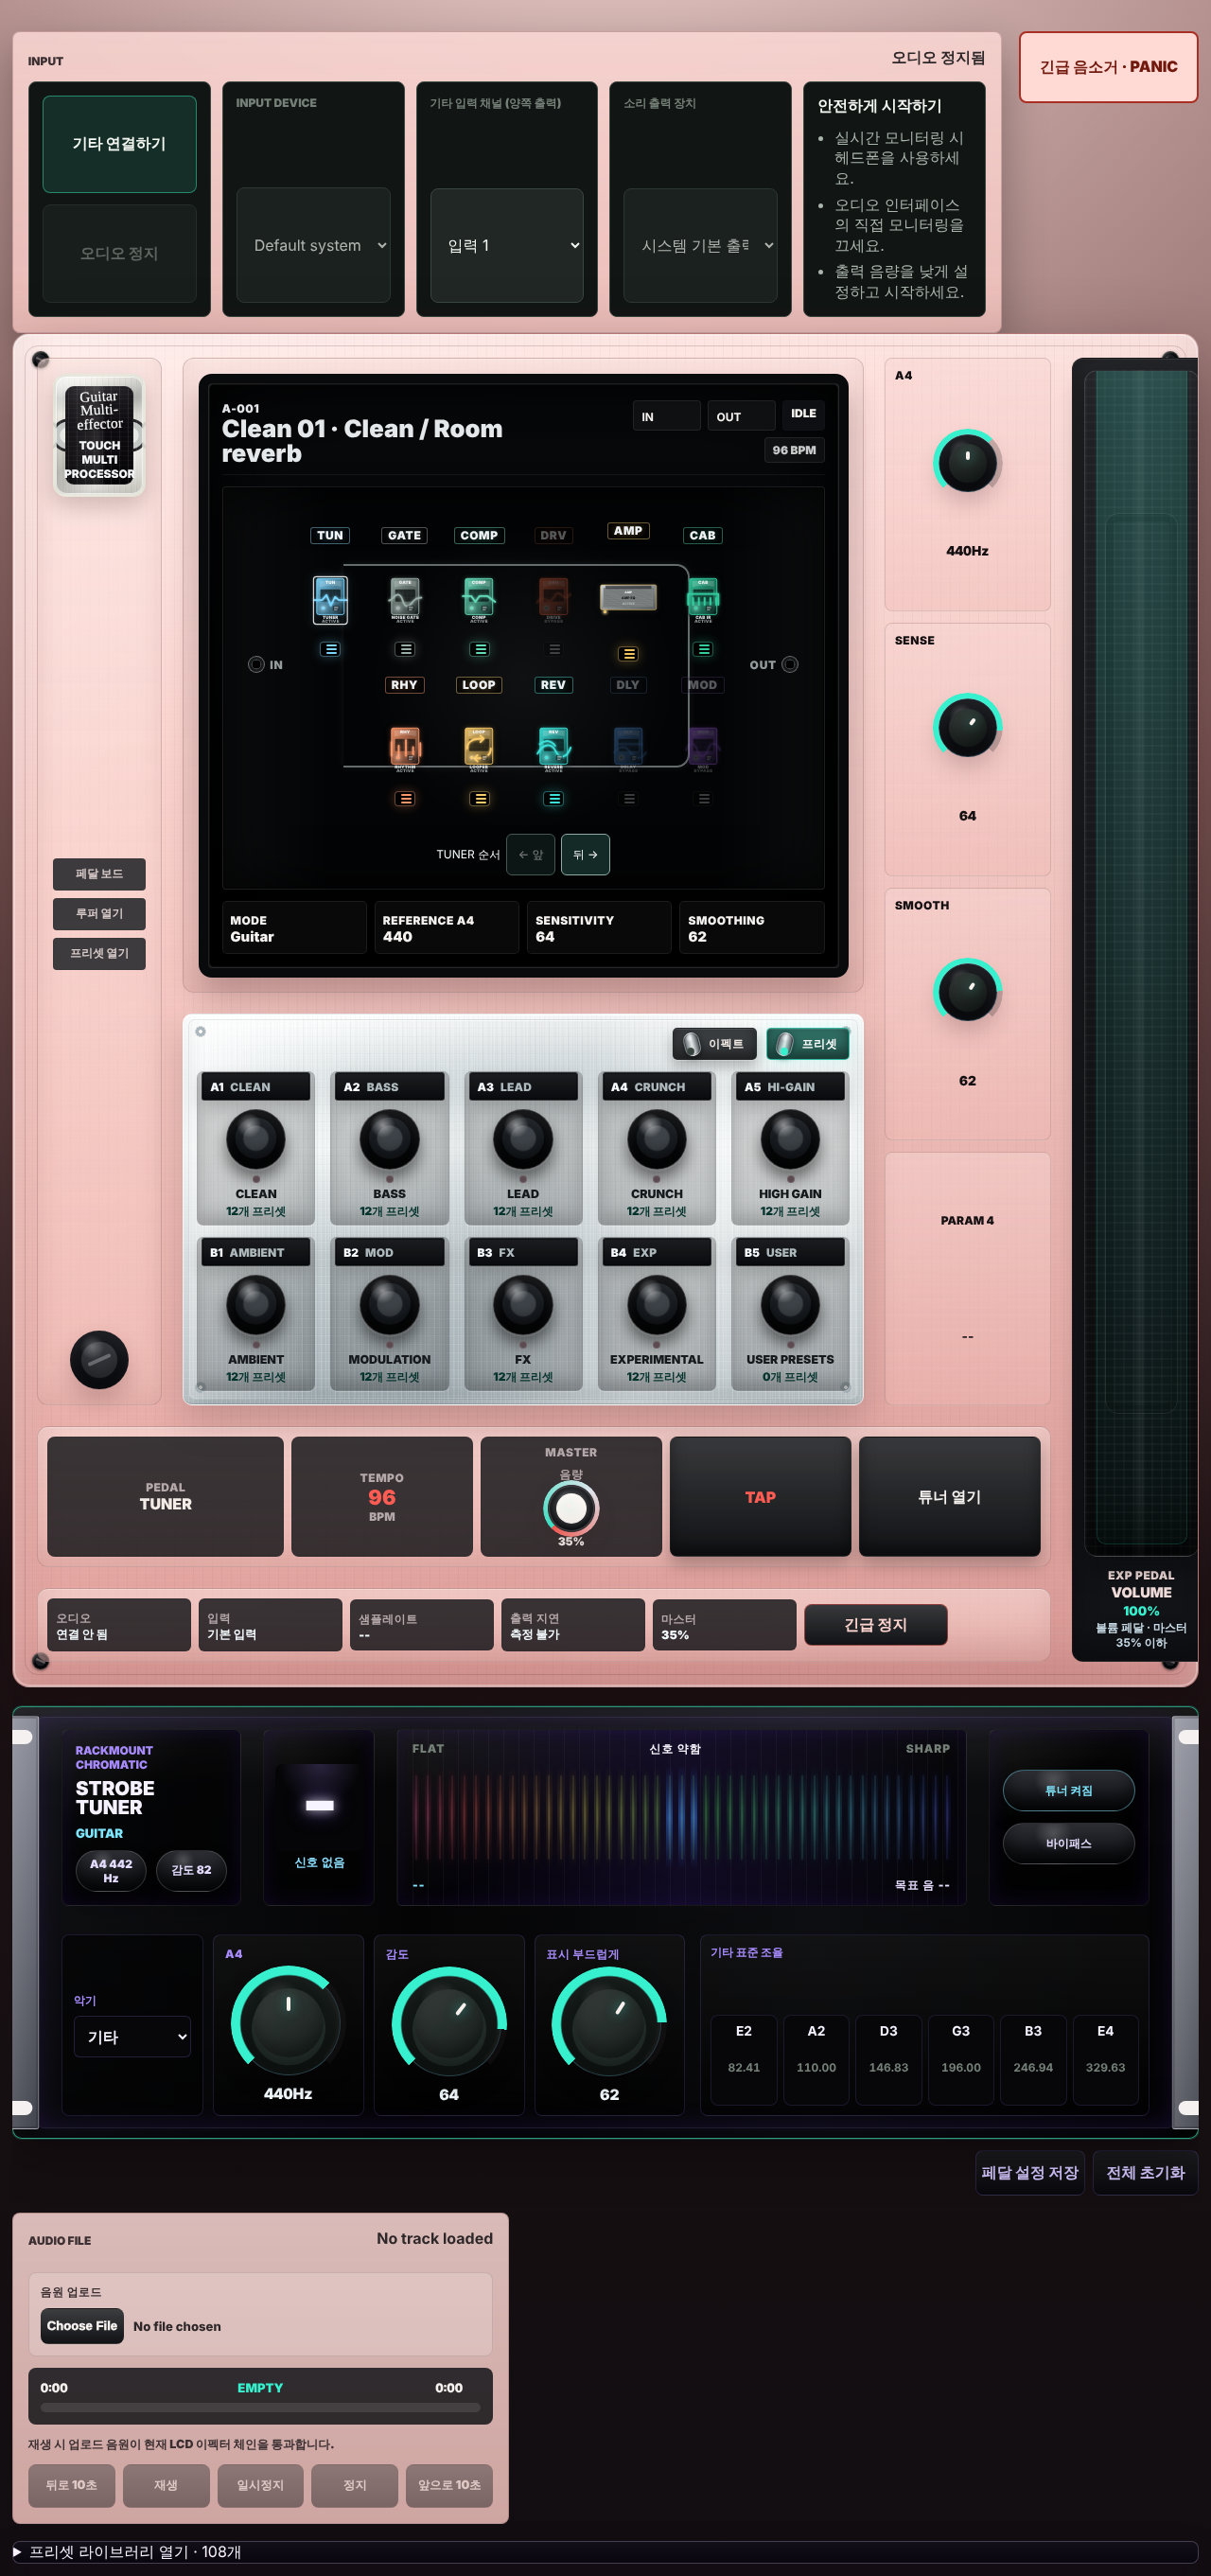 INPUT
오디오 정지됨
긴급 음소거 · PANIC
기타 연결하기
오디오 정지
INPUT DEVICE
Default system
기타 입력 채널 (양쪽 출력)
입력 1
소리 출력 장치
시스템 기본 출력
안전하게 시작하기
실시간 모니터링 시
헤드폰을 사용하세
요.
오디오 인터페이스
의 직접 모니터링을
끄세요.
출력 음량을 낮게 설
정하고 시작하세요.
Guitar
Multi-
effector
TOUCH
MULTI
PROCESSOR
페달 보드
루퍼 열기
프리셋 열기
A-001
Clean 01 · Clean / Room
reverb
IN
OUT
IDLE
96 BPM
TUN
GATE
COMP
DRV
AMP
CAB
IN
OUT
RHY
LOOP
REV
DLY
MOD
TUNER 순서
← 앞
뒤 →
MODE
Guitar
REFERENCE A4
440
SENSITIVITY
64
SMOOTHING
62
A4
440Hz
SENSE
64
SMOOTH
62
PARAM 4
--
이펙트
프리셋
A1 CLEAN
A2 BASS
A3 LEAD
A4 CRUNCH
A5 HI-GAIN
CLEAN
BASS
LEAD
CRUNCH
HIGH GAIN
12개 프리셋
12개 프리셋
12개 프리셋
12개 프리셋
12개 프리셋
B1 AMBIENT
B2 MOD
B3 FX
B4 EXP
B5 USER
AMBIENT
MODULATION
FX
EXPERIMENTAL
USER PRESETS
12개 프리셋
12개 프리셋
12개 프리셋
12개 프리셋
0개 프리셋
PEDAL
TUNER
TEMPO
96
BPM
MASTER
음량
35%
TAP
튜너 열기
EXP PEDAL
VOLUME
100%
볼륨 페달 · 마스터
35% 이하
오디오
연결 안 됨
입력
기본 입력
샘플레이트
--
출력 지연
측정 불가
마스터
35%
긴급 정지
RACKMOUNT
CHROMATIC
STROBE
TUNER
GUITAR
A4 442
Hz
감도 82
-
신호 없음
FLAT
신호 약함
SHARP
--
목표 음 --
튜너 켜짐
바이패스
악기
기타
A4
440Hz
감도
64
표시 부드럽게
62
기타 표준 조율
E2
A2
D3
G3
B3
E4
82.41
110.00
146.83
196.00
246.94
329.63
페달 설정 저장
전체 초기화
AUDIO FILE
No track loaded
음원 업로드
Choose File
No file chosen
0:00
EMPTY
0:00
재생 시 업로드 음원이 현재 LCD 이펙터 체인을 통과합니다.
뒤로 10초
재생
일시정지
정지
앞으로 10초
프리셋 라이브러리 열기 · 108개